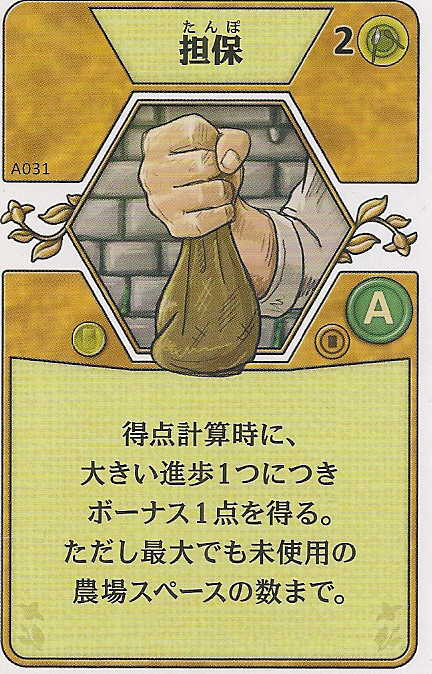 たんぽ
担保
2
A031
A
得点計算時に、
大きい進歩1つにつき
ボーナス1点を得る。
ただし最大でも未使用の
農場スペースの数まで。